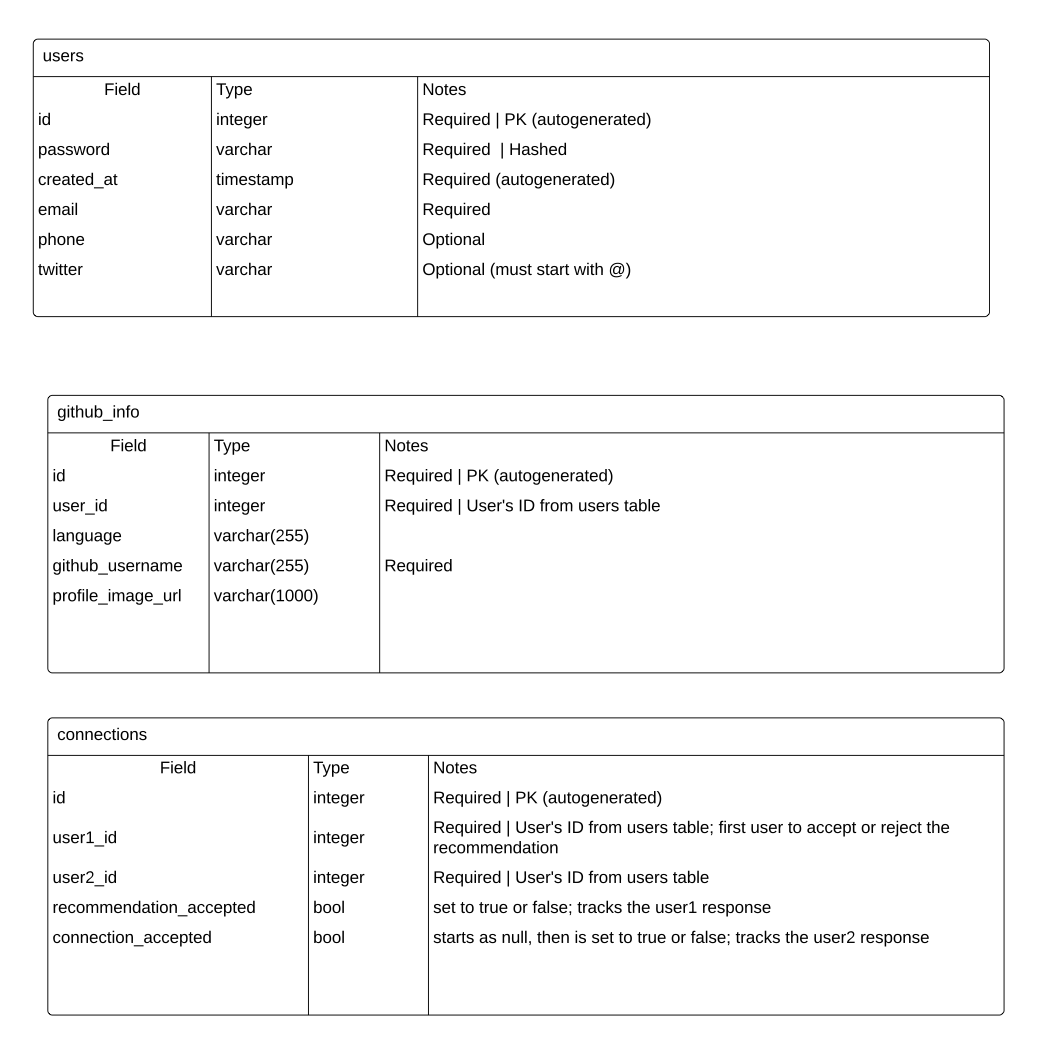 users
Field Type Notes
id integer Required | PK (autogenerated)
password varchar Required  | Hashed
created_at timestamp Required (autogenerated)
email varchar Required
phone varchar Optional
twitter varchar Optional (must start with @)
github_info
Field Type Notes
id integer Required | PK (autogenerated)
user_id integer Required | User's ID from users table
language varchar(255)
github_username varchar(255) Required
profile_image_url varchar(1000)
connections
Field Type Notes
id integer Required | PK (autogenerated)
user1_id integer Required | User's ID from users table; first user to accept or reject the
recommendation
user2_id integer Required | User's ID from users table
recommendation_accepted bool set to true or false; tracks the user1 response
connection_accepted bool starts as null, then is set to true or false; tracks the user2 response